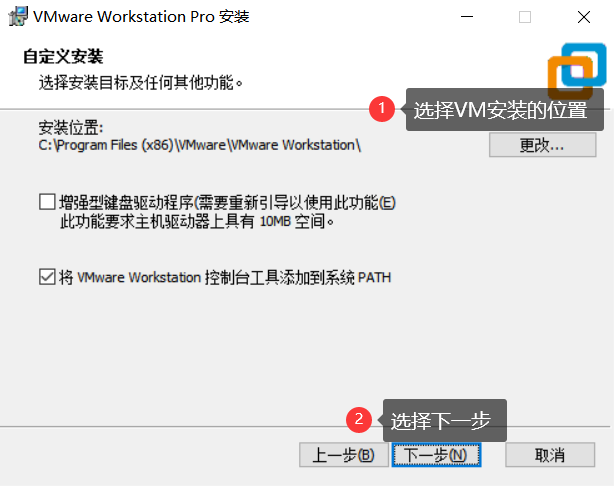 VMware Workstation Pro 安装
自定义安装
选择安装目标及任何其他功能。
1 选择VM安装的位置
安装位置:
C:\Program Files (x86)\VMware\VMware Workstation\
更改...
增强型键盘驱动程序(需要重新引导以使用此功能(E)
此功能要求主机驱动器上具有 10MB 空间。
将 VMware Workstation 控制台工具添加到系统 PATH
2 选择下一步
上一步(B) 下一步(N) 取消